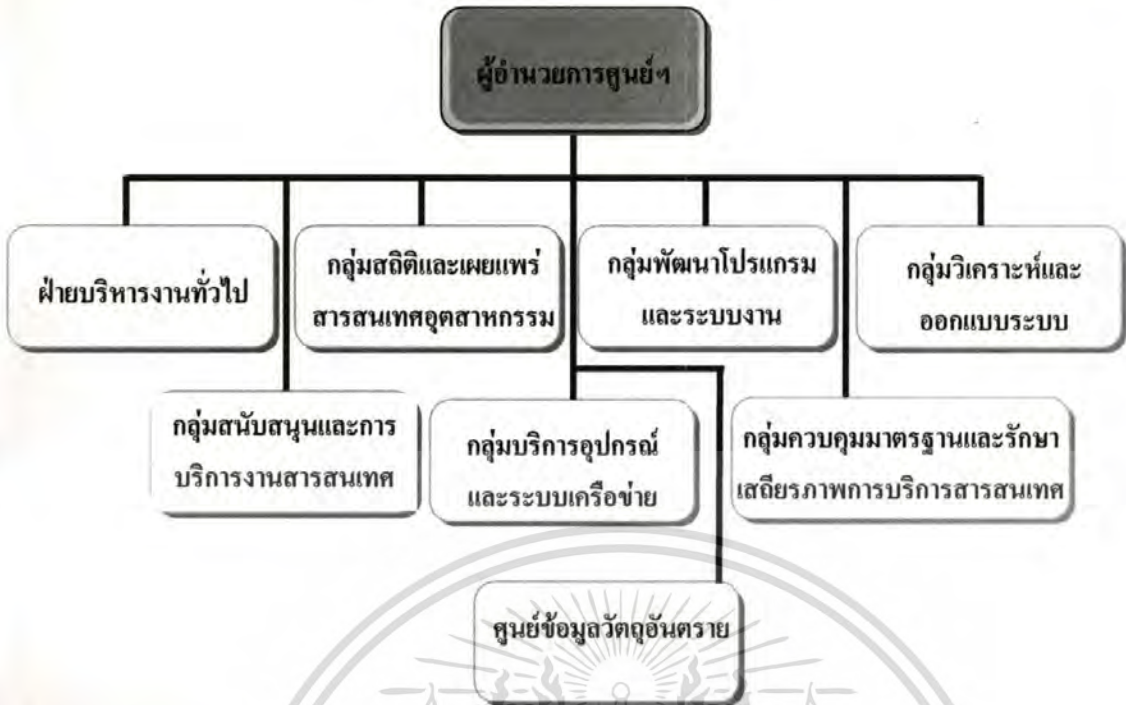 ผู้อำนวยการศูนย์ฯ
ฝ่ายบริหารงานทั่วไป
กลุ่มสถิติและเผยแพร่
สารสนเทศอุตสาหกรรม
กลุ่มพัฒนาโปรแกรม
และระบบงาน
กลุ่มวิเคราะห์และ
ออกแบบระบบ
กลุ่มสนับสนุนและการ
บริการงานสารสนเทศ
กลุ่มบริการอุปกรณ์
และระบบเครือข่าย
กลุ่มควบคุมมาตรฐานและรักษา
เสถียรภาพการบริการสารสนเทศ
ศูนย์ข้อมูลวัตถุอันตราย